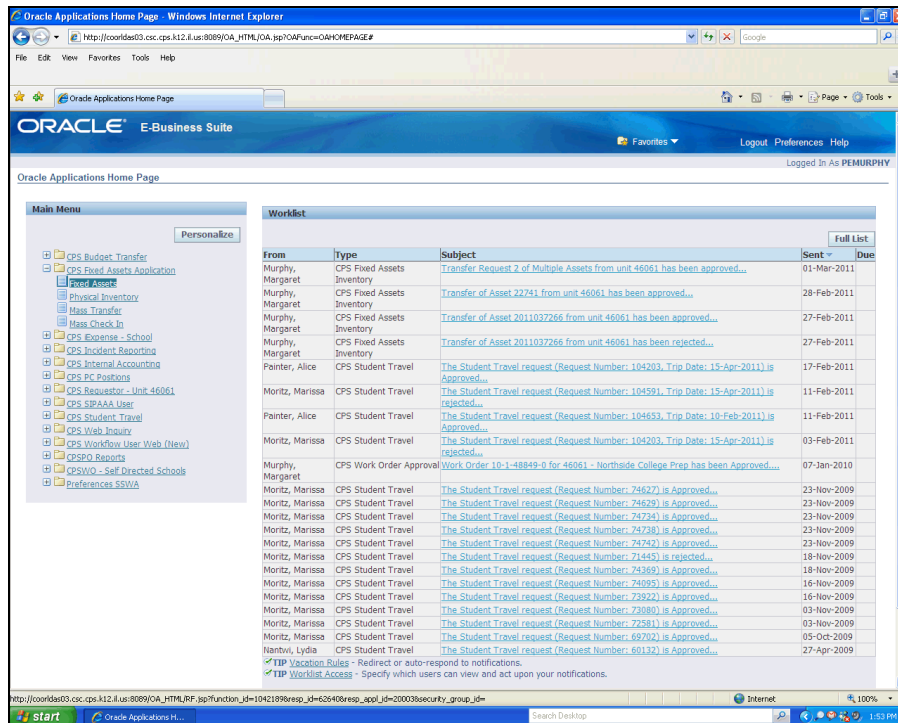 Oracle Applications Home Page - Windows Internet Explorer
http://coorldas03.csc.cps.k12.il.us:8089/OA_HTML/OA.jsp?OAFunc=OAHOMEPAGE#
Google
File Edit View Favorites Tools Help
Oracle Applications Home Page
Page Tools
ORACLE E-Business Suite
Favorites
Logout Preferences Help
Logged In As PEMURPHY
Oracle Applications Home Page
Main Menu
Personalize
CPS Budget Transfer
CPS Fixed Assets Application
Fixed Assets
Physical Inventory
Mass Transfer
Mass Check In
CPS iExpense - School
CPS Incident Reporting
CPS Internal Accounting
CPS PC Positions
CPS Requestor - Unit 46061
CPS SIPAAA User
CPS Student Travel
CPS Web Inquiry
CPS Workflow User Web (New)
CPSPO Reports
CPSWO - Self Directed Schools
Preferences SSWA
Worklist
Full List
From Type Subject Sent Due
Murphy, Margaret CPS Fixed Assets Inventory Transfer Request 2 of Multiple Assets from unit 46061 has been approved... 01-Mar-2011
Murphy, Margaret CPS Fixed Assets Inventory Transfer of Asset 22741 from unit 46061 has been approved... 28-Feb-2011
Murphy, Margaret CPS Fixed Assets Inventory Transfer of Asset 2011037266 from unit 46061 has been approved... 27-Feb-2011
Murphy, Margaret CPS Fixed Assets Inventory Transfer of Asset 2011037266 from unit 46061 has been rejected... 27-Feb-2011
Painter, Alice CPS Student Travel The Student Travel request (Request Number: 104203, Trip Date: 15-Apr-2011) is Approved... 17-Feb-2011
Moritz, Marissa CPS Student Travel The Student Travel request (Request Number: 104591, Trip Date: 15-Apr-2011) is rejected... 11-Feb-2011
Painter, Alice CPS Student Travel The Student Travel request (Request Number: 104653, Trip Date: 10-Feb-2011) is Approved... 11-Feb-2011
Moritz, Marissa CPS Student Travel The Student Travel request (Request Number: 104203, Trip Date: 15-Apr-2011) is rejected... 03-Feb-2011
Murphy, Margaret CPS Work Order Approval Work Order 10-1-48849-0 for 46061 - Northside College Prep has been Approved.... 07-Jan-2010
Moritz, Marissa CPS Student Travel The Student Travel request (Request Number: 74627) is Approved... 23-Nov-2009
Moritz, Marissa CPS Student Travel The Student Travel request (Request Number: 74629) is Approved... 23-Nov-2009
Moritz, Marissa CPS Student Travel The Student Travel request (Request Number: 74734) is Approved... 23-Nov-2009
Moritz, Marissa CPS Student Travel The Student Travel request (Request Number: 74738) is Approved... 23-Nov-2009
Moritz, Marissa CPS Student Travel The Student Travel request (Request Number: 74742) is Approved... 23-Nov-2009
Moritz, Marissa CPS Student Travel The Student Travel request (Request Number: 71445) is rejected... 18-Nov-2009
Moritz, Marissa CPS Student Travel The Student Travel request (Request Number: 74369) is Approved... 18-Nov-2009
Moritz, Marissa CPS Student Travel The Student Travel request (Request Number: 74095) is Approved... 16-Nov-2009
Moritz, Marissa CPS Student Travel The Student Travel request (Request Number: 73922) is Approved... 16-Nov-2009
Moritz, Marissa CPS Student Travel The Student Travel request (Request Number: 73080) is Approved... 03-Nov-2009
Moritz, Marissa CPS Student Travel The Student Travel request (Request Number: 72581) is Approved... 03-Nov-2009
Moritz, Marissa CPS Student Travel The Student Travel request (Request Number: 69702) is Approved... 05-Oct-2009
Nantwi, Lydia CPS Student Travel The Student Travel request (Request Number: 60132) is Approved... 27-Apr-2009
TIP Vacation Rules - Redirect or auto-respond to notifications.
TIP Worklist Access - Specify which users can view and act upon your notifications.
http://coorldas03.csc.cps.k12.il.us:8089/OA_HTML/RF.jsp?function_id=1042189&resp_id=62640&resp_appl_id=20003&security_group_id=
Internet 100%
start Oracle Applications H... Search Desktop 1:53 PM